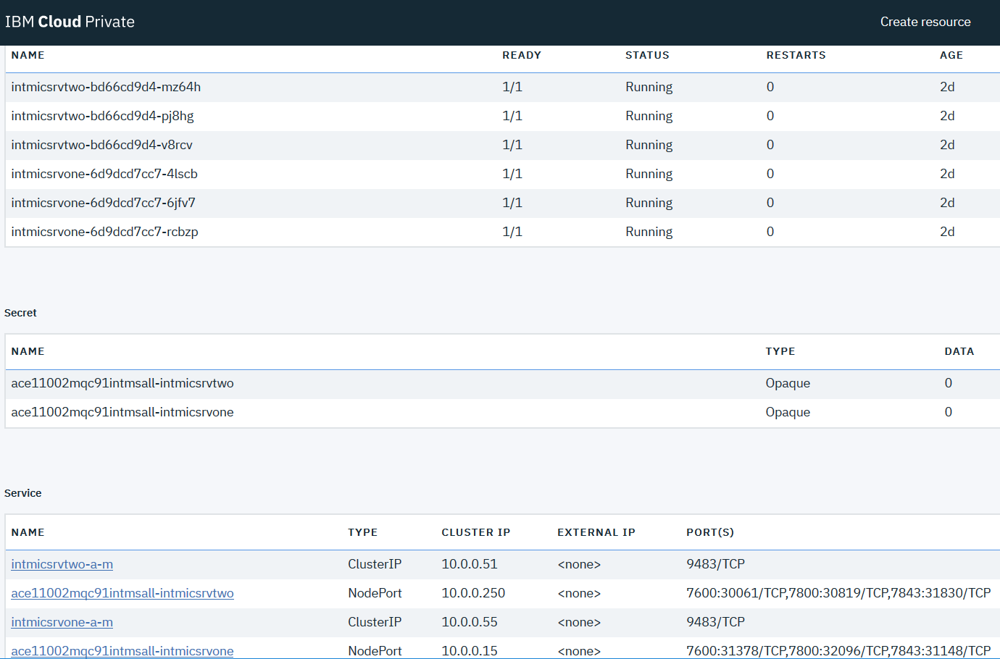 IBM Cloud Private Create resource
NAME READY STATUS RESTARTS AGE
intmicsrvtwo-bd66cd9d4-mz64h 1/1 Running 0 2d
intmicsrvtwo-bd66cd9d4-pj8hg 1/1 Running 0 2d
intmicsrvtwo-bd66cd9d4-v8rcv 1/1 Running 0 2d
intmicsrvone-6d9dcd7cc7-4lscb 1/1 Running 0 2d
intmicsrvone-6d9dcd7cc7-6jfv7 1/1 Running 0 2d
intmicsrvone-6d9dcd7cc7-rcbzp 1/1 Running 0 2d
Secret
NAME TYPE DATA
ace11002mqc91intmsall-intmicsrvtwo Opaque 0
ace11002mqc91intmsall-intmicsrvone Opaque 0
Service
NAME TYPE CLUSTER IP EXTERNAL IP PORT(S)
intmicsrvtwo-a-m ClusterIP 10.0.0.51 <none> 9483/TCP
ace11002mqc91intmsall-intmicsrvtwo NodePort 10.0.0.250 <none> 7600:30061/TCP,7800:30819/TCP,7843:31830/TCP
intmicsrvone-a-m ClusterIP 10.0.0.55 <none> 9483/TCP
ace11002mqc91intmsall-intmicsrvone NodePort 10.0.0.15 <none> 7600:31378/TCP,7800:32096/TCP,7843:31148/TCP